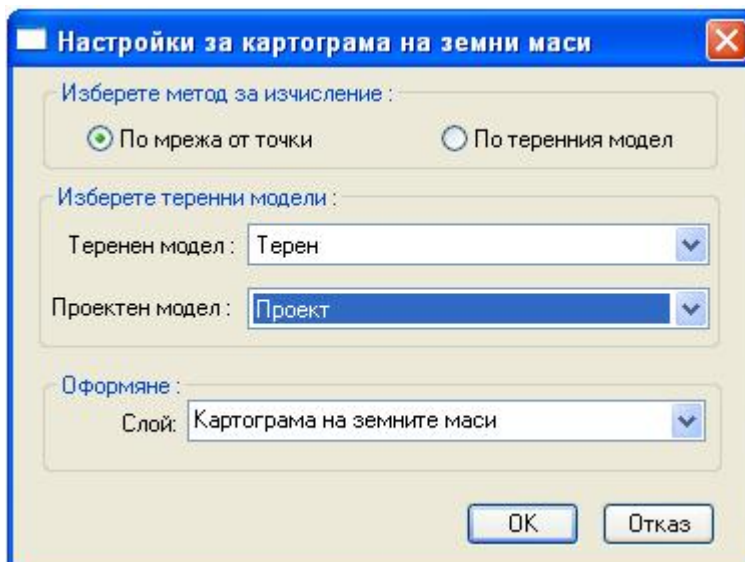 Настройки за картограма на земни маси
Изберете метод за изчисление :
По мрежа от точки По теренния модел
Изберете теренни модели :
Теренен модел : Терен
Проектен модел : Проект
Оформяне :
Слой: Картограма на земните маси
OK Отказ